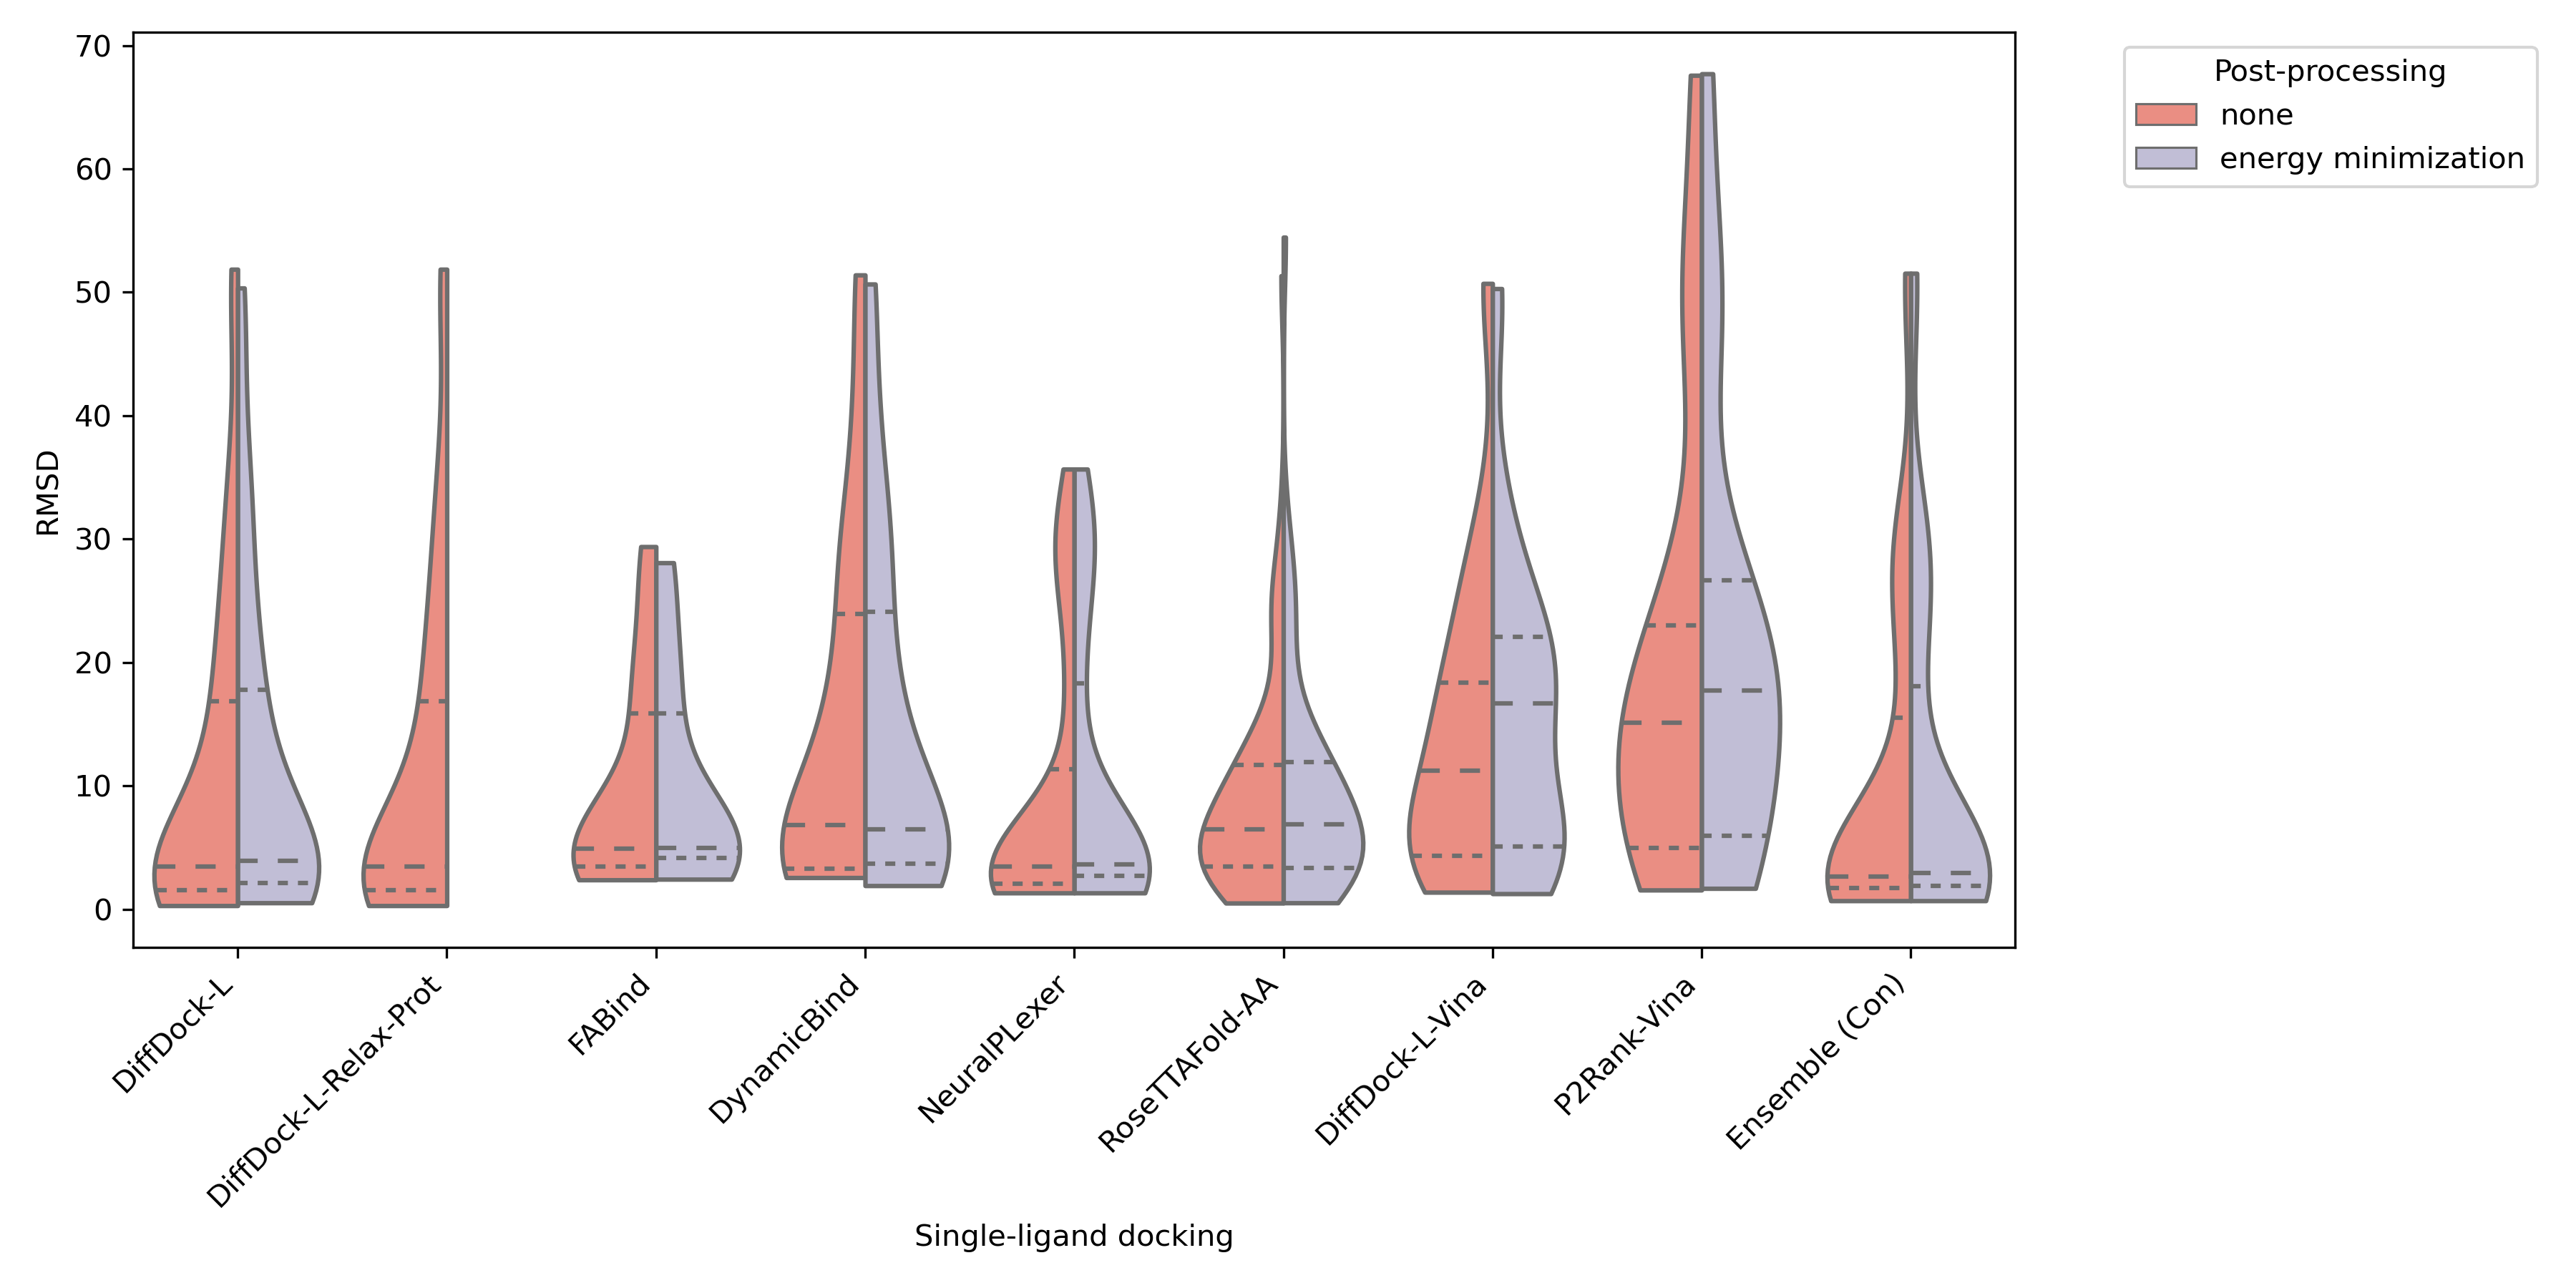 70
60
50
40
30
20
10
0
RMSD
DiffDock-L
DiffDock-L-Relax-Prot
FABind
DynamicBind
NeuralPLexer
RoseTTAFold-AA
DiffDock-L-Vina
P2Rank-Vina
Ensemble (Con)
Single-ligand docking
Post-processing
none
energy minimization